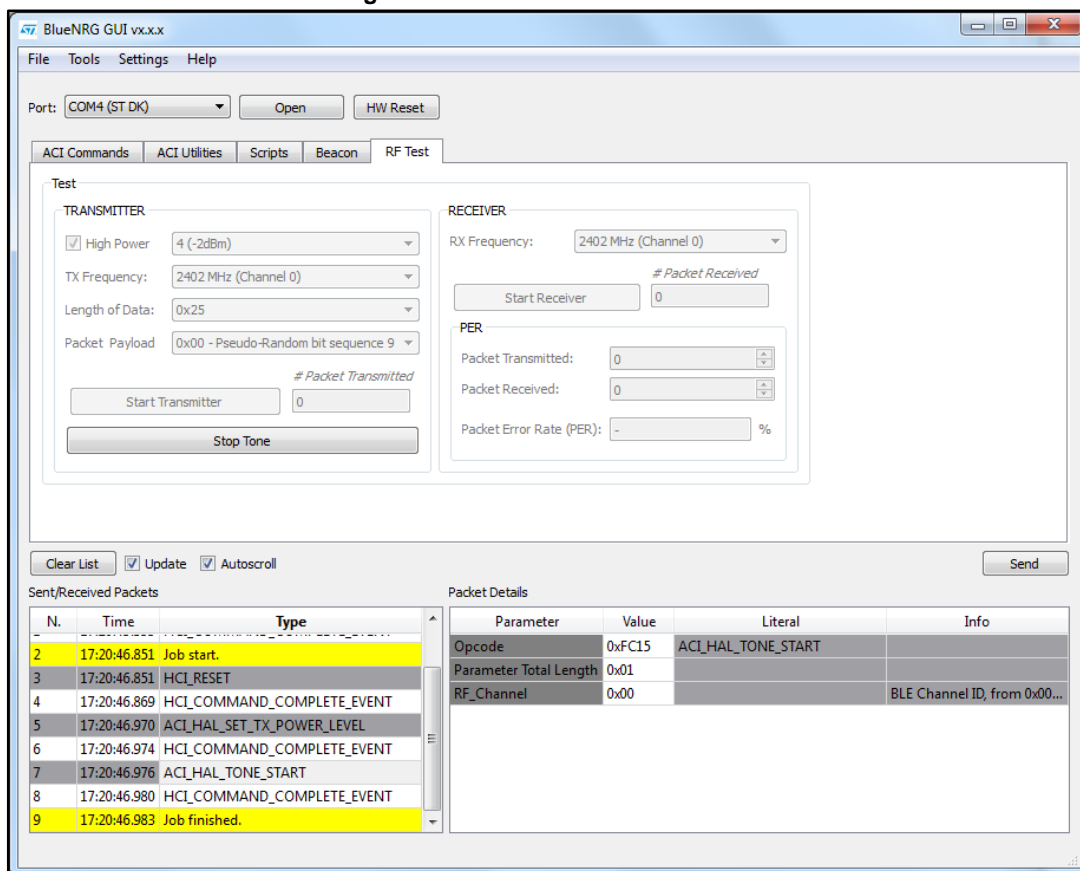 BlueNRG GUI vx.x.x
File Tools Settings Help
Port: COM4 (ST DK) Open HW Reset
ACI Commands ACI Utilities Scripts Beacon RF Test
Test
TRANSMITTER
High Power 4 (-2dBm)
TX Frequency: 2402 MHz (Channel 0)
Length of Data: 0x25
Packet Payload 0x00 - Pseudo-Random bit sequence 9
# Packet Transmitted
Start Transmitter 0
Stop Tone
RECEIVER
RX Frequency: 2402 MHz (Channel 0)
# Packet Received
Start Receiver 0
PER
Packet Transmitted: 0
Packet Received: 0
Packet Error Rate (PER): - %
Clear List Update Autoscroll Send
Sent/Received Packets
N. Time Type
2 17:20:46.851 Job start.
3 17:20:46.851 HCI_RESET
4 17:20:46.869 HCI_COMMAND_COMPLETE_EVENT
5 17:20:46.970 ACI_HAL_SET_TX_POWER_LEVEL
6 17:20:46.974 HCI_COMMAND_COMPLETE_EVENT
7 17:20:46.976 ACI_HAL_TONE_START
8 17:20:46.980 HCI_COMMAND_COMPLETE_EVENT
9 17:20:46.983 Job finished.
Packet Details
Parameter Value Literal Info
Opcode 0xFC15 ACI_HAL_TONE_START
Parameter Total Length 0x01
RF_Channel 0x00 BLE Channel ID, from 0x00...